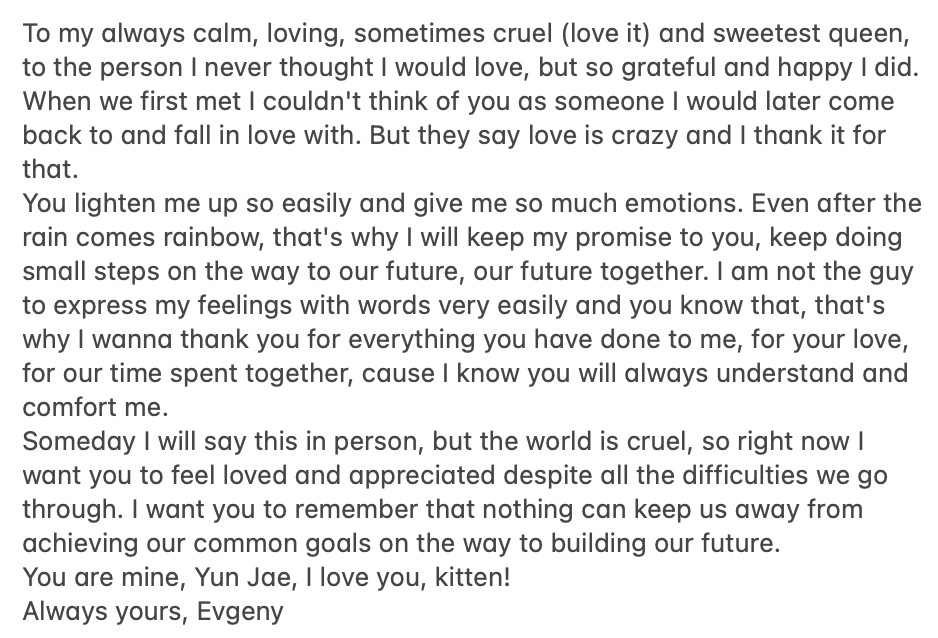 To my always calm, loving, sometimes cruel (love it) and sweetest queen,
to the person I never thought I would love, but so grateful and happy I did.
When we first met I couldn't think of you as someone I would later come
back to and fall in love with. But they say love is crazy and I thank it for
that.
You lighten me up so easily and give me so much emotions. Even after the
rain comes rainbow, that's why I will keep my promise to you, keep doing
small steps on the way to our future, our future together. I am not the guy
to express my feelings with words very easily and you know that, that's
why I wanna thank you for everything you have done to me, for your love,
for our time spent together, cause I know you will always understand and
comfort me.
Someday I will say this in person, but the world is cruel, so right now I
want you to feel loved and appreciated despite all the difficulties we go
through. I want you to remember that nothing can keep us away from
achieving our common goals on the way to building our future.
You are mine, Yun Jae, I love you, kitten!
Always yours, Evgeny